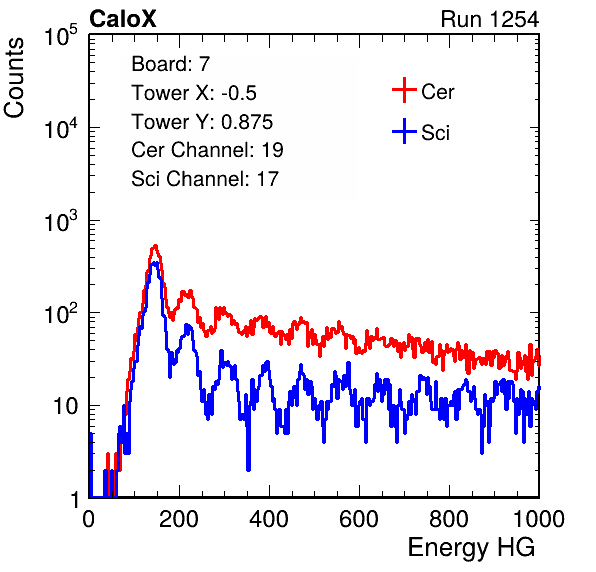 CaloX Run 1254
Board: 7
Tower X: -0.5
Tower Y: 0.875
Cer Channel: 19
Sci Channel: 17
Cer
Sci
Counts
10^5
10^4
10^3
10^2
10
1
0 200 400 600 800 1000
Energy HG